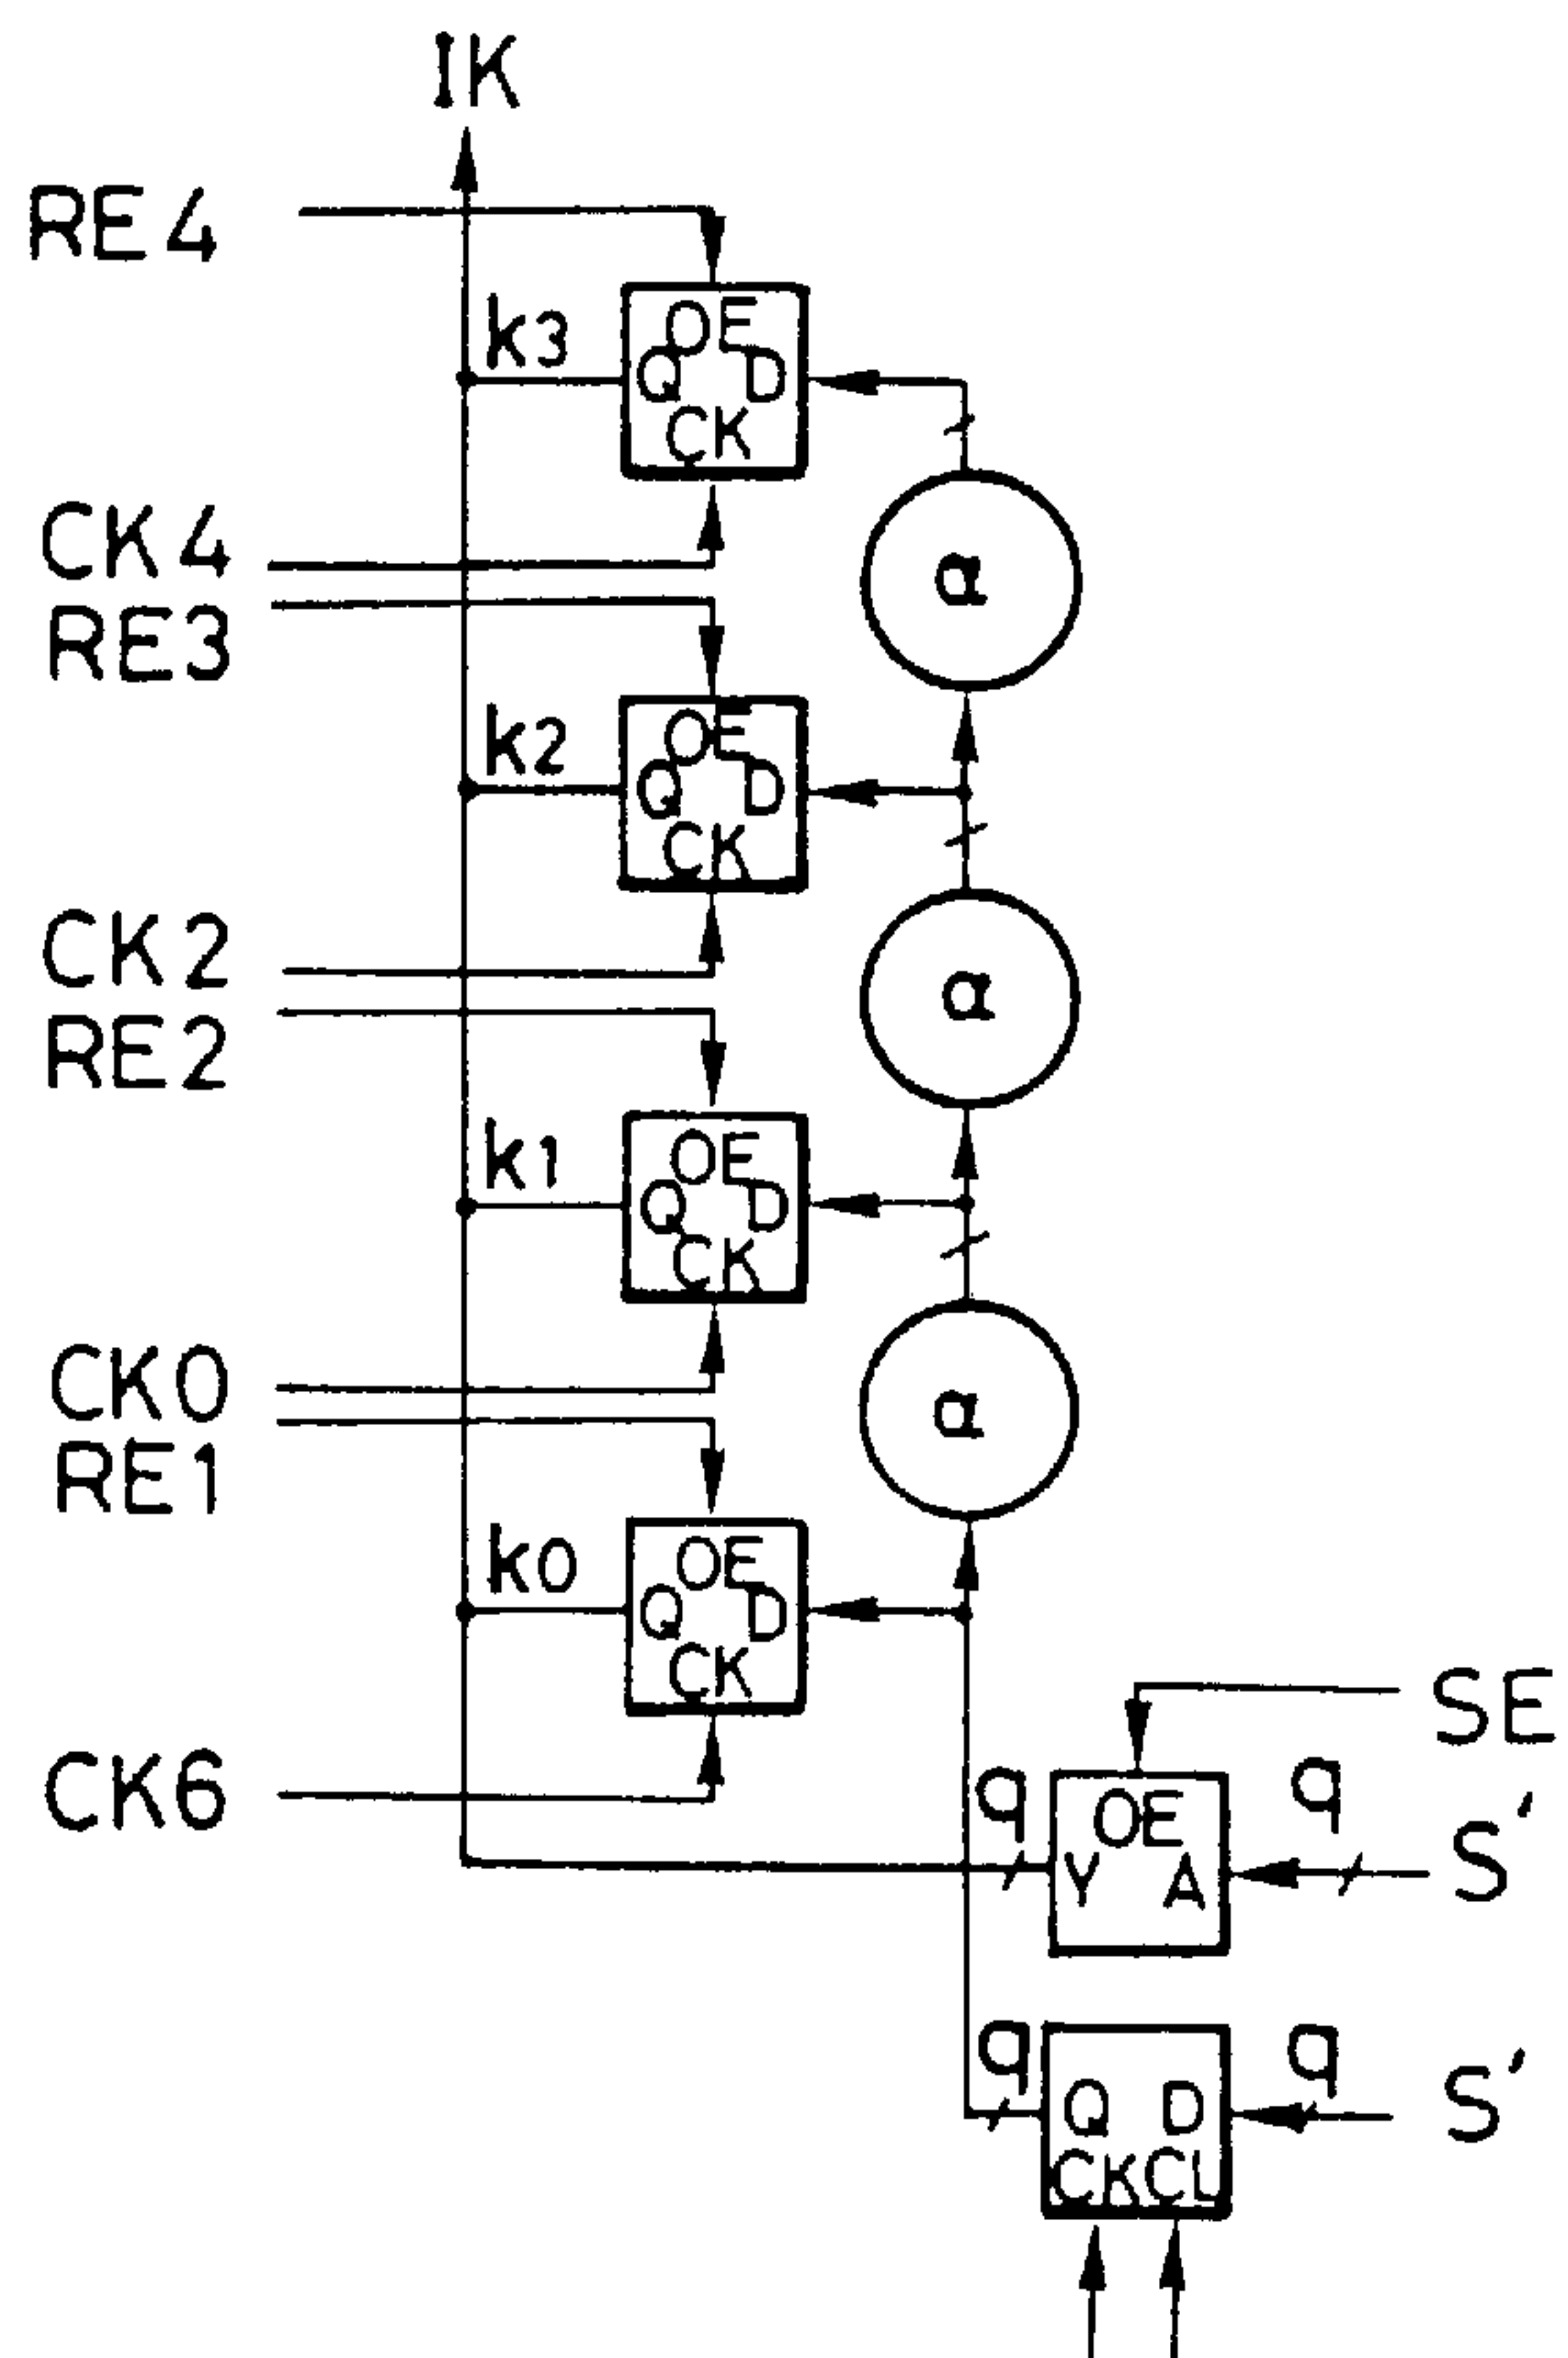 IK
RE4
k3
OE
Q D
CK
α
CK4
RE3
k2
OE
Q D
CK
α
CK2
RE2
k1
OE
Q D
CK
α
CK0
RE1
k0
OE
Q D
CK
CK6
SE
q
OE
q
Y A
S'
q
Q D
q
S'
CK CL